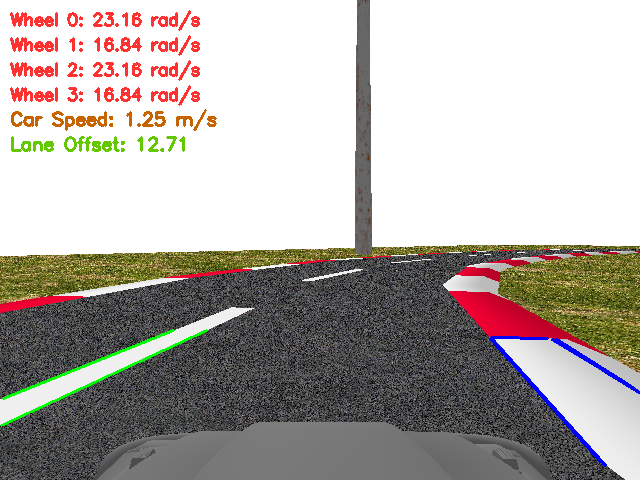 Wheel 0: 23.16 rad/s
Wheel 1: 16.84 rad/s
Wheel 2: 23.16 rad/s
Wheel 3: 16.84 rad/s
Car Speed: 1.25 m/s
Lane Offset: 12.71